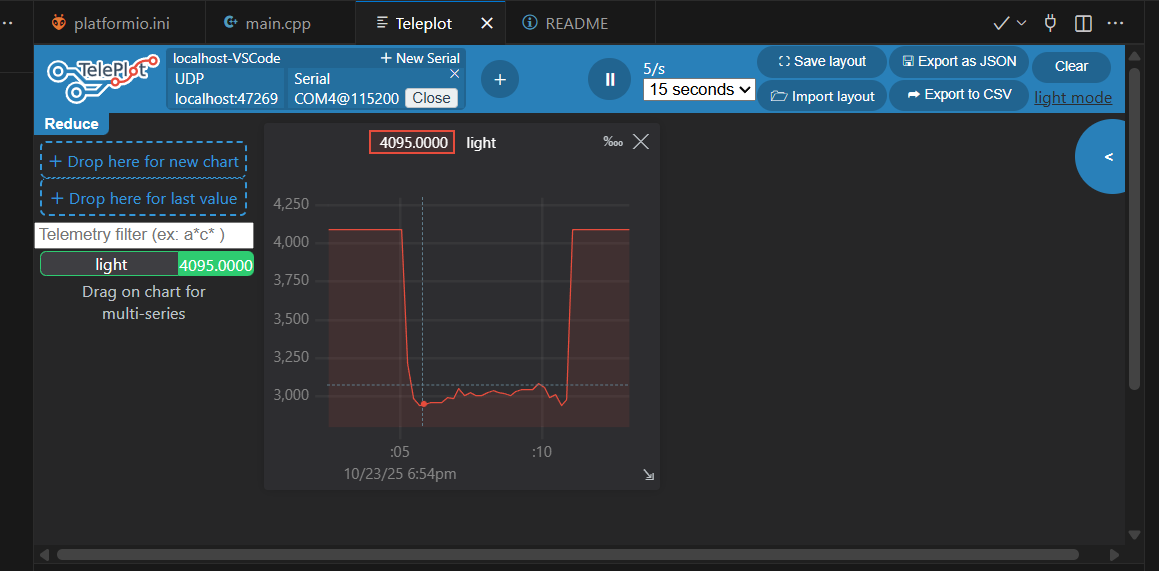 platformio.ini
main.cpp
Teleplot
README
TelePlot
localhost-VSCode
+ New Serial
UDP
localhost:47269
Serial
COM4@115200
Close
+
5/s
15 seconds
Save layout
Import layout
Export as JSON
Export to CSV
Clear
light mode
Reduce
+ Drop here for new chart
+ Drop here for last value
Telemetry filter (ex: a*c* )
light 4095.0000
Drag on chart for
multi-series
4095.0000 light
‱
<
4,250
4,000
3,750
3,500
3,250
3,000
:05 :10
10/23/25 6:54pm